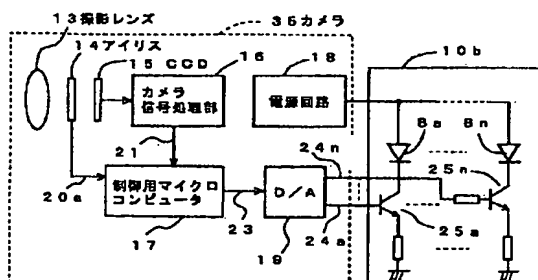 13撮影レンズ
35カメラ
14アイリス
15 CCD
16
18
10b
カメラ
信号処理部
電源回路
8a
8n
21
24n
25n
制御用マイクロ
コンピュータ
D/A
20a
23
17
19
24a
25a